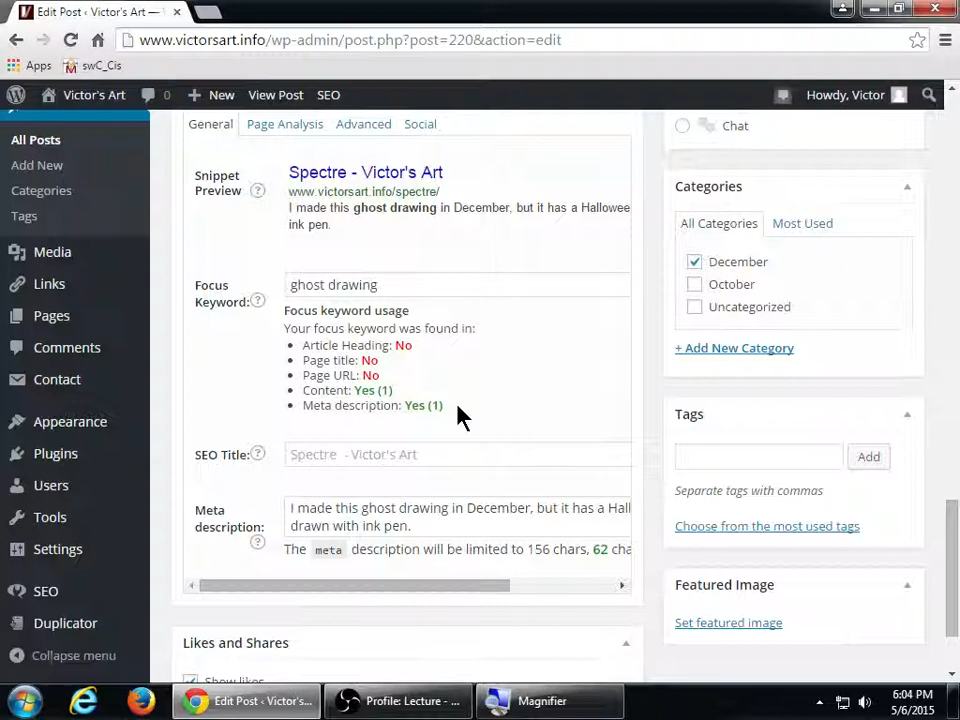 Edit Post ‹ Victor's Art —
www.victorsart.info/wp-admin/post.php?post=220&action=edit
Apps swC_Cis
Victor's Art 0 New View Post SEO Howdy, Victor
All Posts
Add New
Categories
Tags
Media
Links
Pages
Comments
Contact
Appearance
Plugins
Users
Tools
Settings
SEO
Duplicator
Collapse menu
General Page Analysis Advanced Social
Snippet
Preview ?
Spectre - Victor's Art
www.victorsart.info/spectre/
I made this ghost drawing in December, but it has a Hallowee
ink pen.
Focus
Keyword: ?
ghost drawing
Focus keyword usage
Your focus keyword was found in:
Article Heading: No
Page title: No
Page URL: No
Content: Yes (1)
Meta description: Yes (1)
SEO Title: ?
Spectre - Victor's Art
Meta
description:
?
I made this ghost drawing in December, but it has a Hall
drawn with ink pen.
The meta description will be limited to 156 chars, 62 cha
Likes and Shares
Show likes
Chat
Categories
All Categories Most Used
December
October
Uncategorized
+ Add New Category
Tags
Add
Separate tags with commas
Choose from the most used tags
Featured Image
Set featured image
Edit Post ‹ Victor's...
Profile: Lecture - ...
Magnifier
6:04 PM
5/6/2015